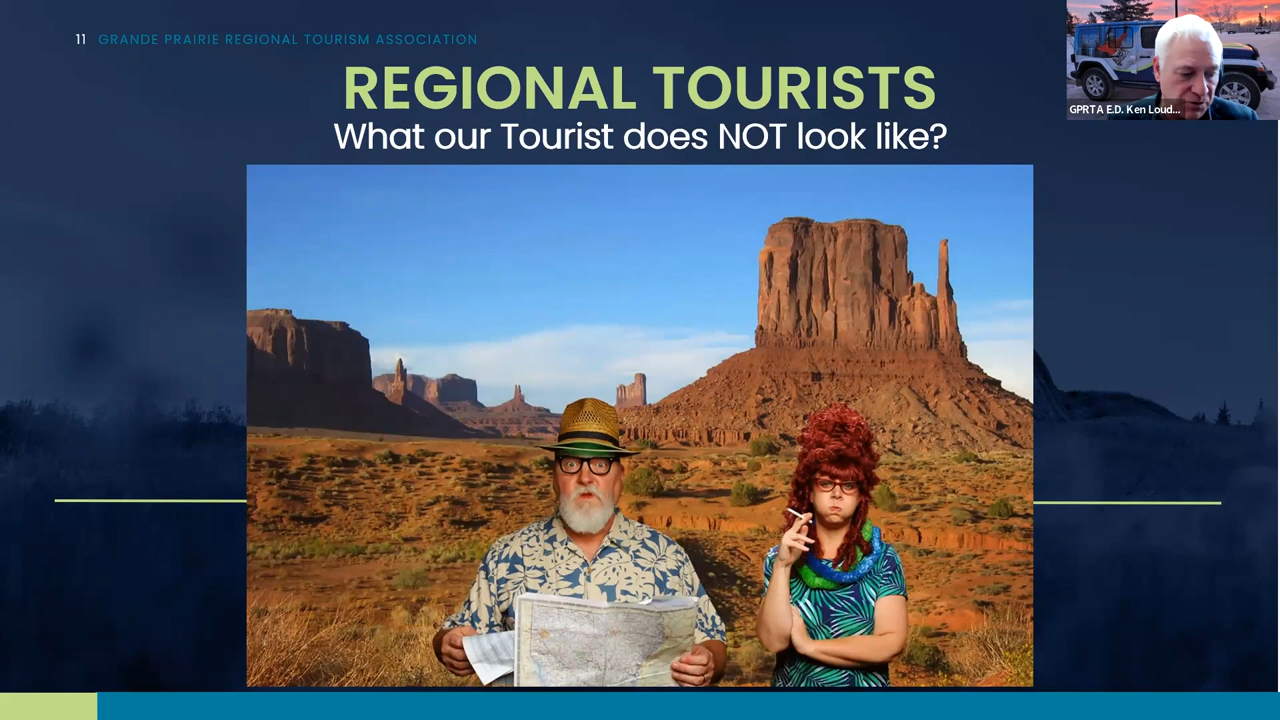 11 GRANDE PRAIRIE REGIONAL TOURISM ASSOCIATION
REGIONAL TOURISTS
What our Tourist does NOT look like?
GPRTA E.D. Ken Loud...